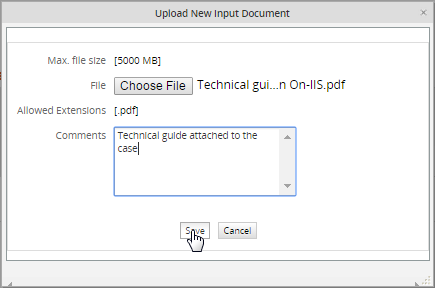 Upload New Input Document
Max. file size [5000 MB]
File Choose File Technical gui...n On-IIS.pdf
Allowed Extensions [.pdf]
Comments Technical guide attached to the
case
Save Cancel